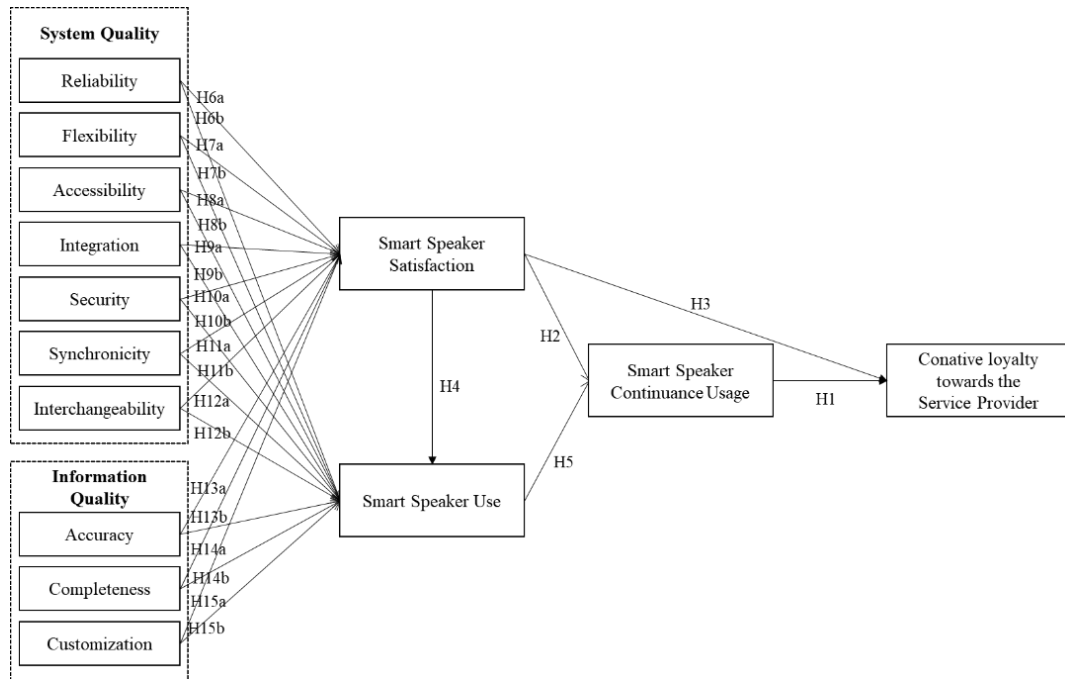 System Quality
Reliability
Flexibility
Accessibility
Integration
Security
Synchronicity
Interchangeability
Information
Quality
Accuracy
Completeness
Customization
H6a
H6b
H7a
H7b
H8a
H8b
H9a
H9b
H10a
H10b
H11a
H11b
H12a
H12b
H13a
H13b
H14a
H14b
H15a
H15b
Smart Speaker
Satisfaction
H4
Smart Speaker Use
H2
H5
H3
Smart Speaker
Continuance Usage
H1
Conative loyalty
towards the
Service Provider